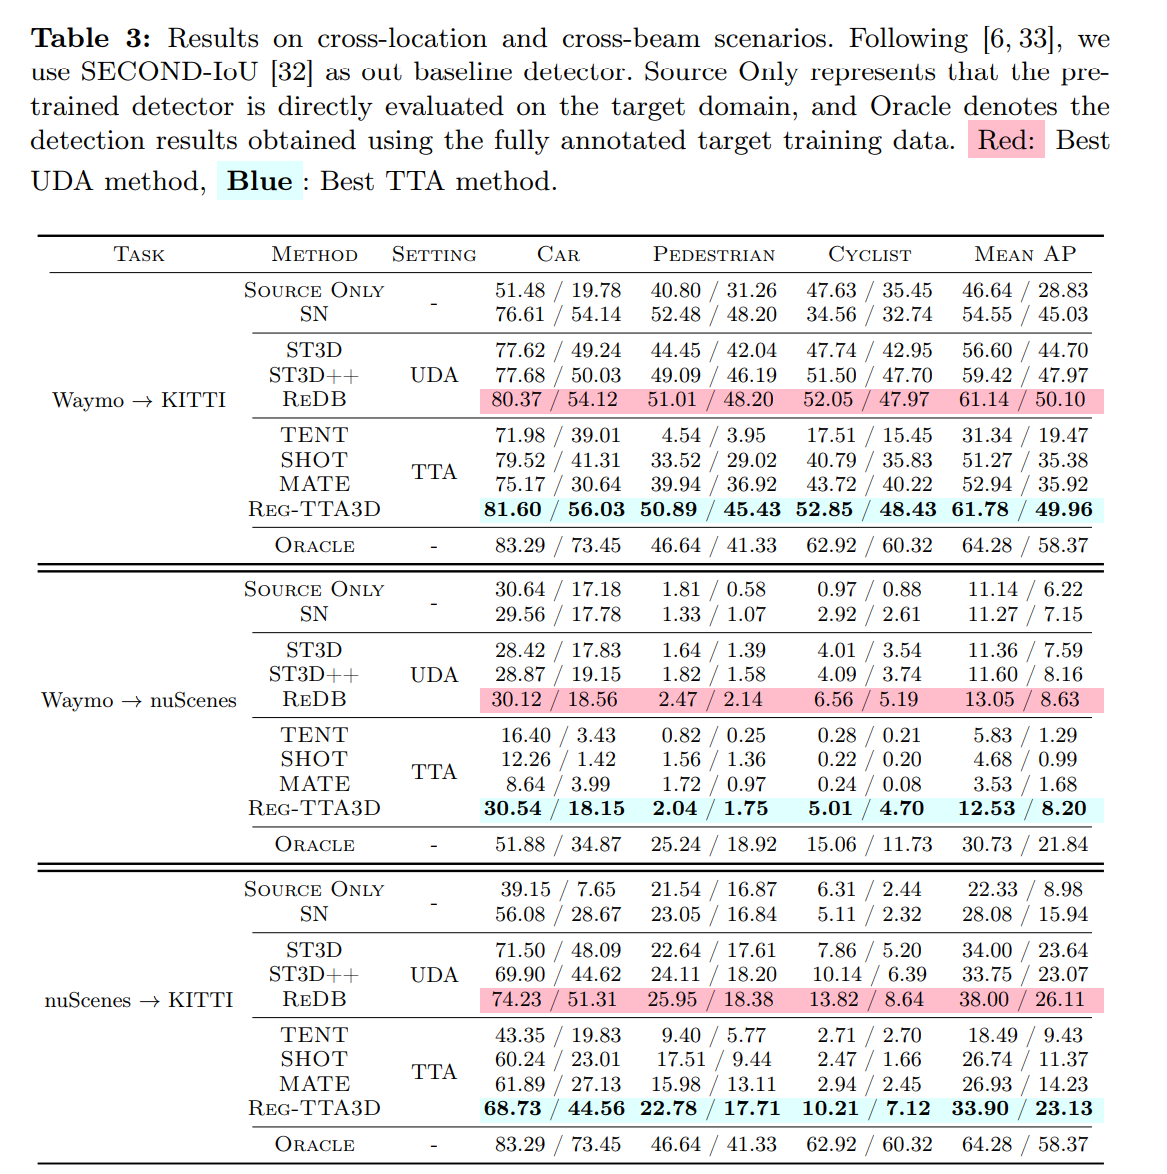 Table 3: Results on cross-location and cross-beam scenarios. Following [6, 33], we
use SECOND-IoU [32] as out baseline detector. Source Only represents that the pre-
trained detector is directly evaluated on the target domain, and Oracle denotes the
detection results obtained using the fully annotated target training data. Red: Best
UDA method, Blue : Best TTA method.
Task Method Setting Car Pedestrian Cyclist Mean AP
Waymo → KITTI
Source Only - 51.48 / 19.78 40.80 / 31.26 47.63 / 35.45 46.64 / 28.83
SN 76.61 / 54.14 52.48 / 48.20 34.56 / 32.74 54.55 / 45.03
ST3D 77.62 / 49.24 44.45 / 42.04 47.74 / 42.95 56.60 / 44.70
ST3D++ UDA 77.68 / 50.03 49.09 / 46.19 51.50 / 47.70 59.42 / 47.97
ReDB 80.37 / 54.12 51.01 / 48.20 52.05 / 47.97 61.14 / 50.10
TENT 71.98 / 39.01 4.54 / 3.95 17.51 / 15.45 31.34 / 19.47
SHOT TTA 79.52 / 41.31 33.52 / 29.02 40.79 / 35.83 51.27 / 35.38
MATE 75.17 / 30.64 39.94 / 36.92 43.72 / 40.22 52.94 / 35.92
Reg-TTA3D 81.60 / 56.03 50.89 / 45.43 52.85 / 48.43 61.78 / 49.96
Oracle - 83.29 / 73.45 46.64 / 41.33 62.92 / 60.32 64.28 / 58.37
Waymo → nuScenes
Source Only - 30.64 / 17.18 1.81 / 0.58 0.97 / 0.88 11.14 / 6.22
SN 29.56 / 17.78 1.33 / 1.07 2.92 / 2.61 11.27 / 7.15
ST3D 28.42 / 17.83 1.64 / 1.39 4.01 / 3.54 11.36 / 7.59
ST3D++ UDA 28.87 / 19.15 1.82 / 1.58 4.09 / 3.74 11.60 / 8.16
ReDB 30.12 / 18.56 2.47 / 2.14 6.56 / 5.19 13.05 / 8.63
TENT 16.40 / 3.43 0.82 / 0.25 0.28 / 0.21 5.83 / 1.29
SHOT TTA 12.26 / 1.42 1.56 / 1.36 0.22 / 0.20 4.68 / 0.99
MATE 8.64 / 3.99 1.72 / 0.97 0.24 / 0.08 3.53 / 1.68
Reg-TTA3D 30.54 / 18.15 2.04 / 1.75 5.01 / 4.70 12.53 / 8.20
Oracle - 51.88 / 34.87 25.24 / 18.92 15.06 / 11.73 30.73 / 21.84
nuScenes → KITTI
Source Only - 39.15 / 7.65 21.54 / 16.87 6.31 / 2.44 22.33 / 8.98
SN 56.08 / 28.67 23.05 / 16.84 5.11 / 2.32 28.08 / 15.94
ST3D 71.50 / 48.09 22.64 / 17.61 7.86 / 5.20 34.00 / 23.64
ST3D++ UDA 69.90 / 44.62 24.11 / 18.20 10.14 / 6.39 33.75 / 23.07
ReDB 74.23 / 51.31 25.95 / 18.38 13.82 / 8.64 38.00 / 26.11
TENT 43.35 / 19.83 9.40 / 5.77 2.71 / 2.70 18.49 / 9.43
SHOT TTA 60.24 / 23.01 17.51 / 9.44 2.47 / 1.66 26.74 / 11.37
MATE 61.89 / 27.13 15.98 / 13.11 2.94 / 2.45 26.93 / 14.23
Reg-TTA3D 68.73 / 44.56 22.78 / 17.71 10.21 / 7.12 33.90 / 23.13
Oracle - 83.29 / 73.45 46.64 / 41.33 62.92 / 60.32 64.28 / 58.37